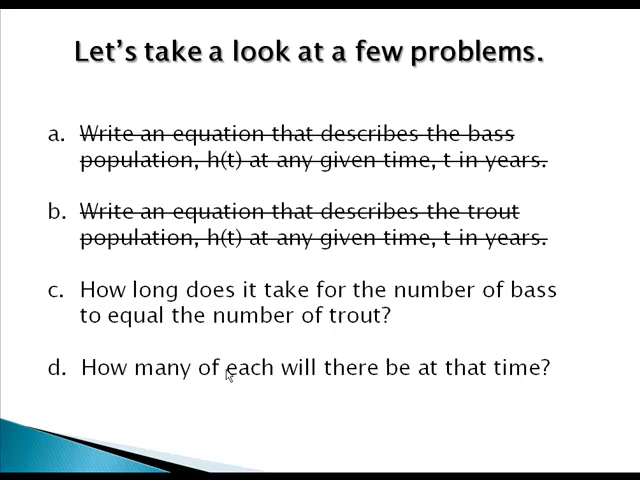 Let's take a look at a few problems.
a. Write an equation that describes the bass
population, h(t) at any given time, t in years.
b. Write an equation that describes the trout
population, h(t) at any given time, t in years.
c. How long does it take for the number of bass
to equal the number of trout?
d. How many of each will there be at that time?